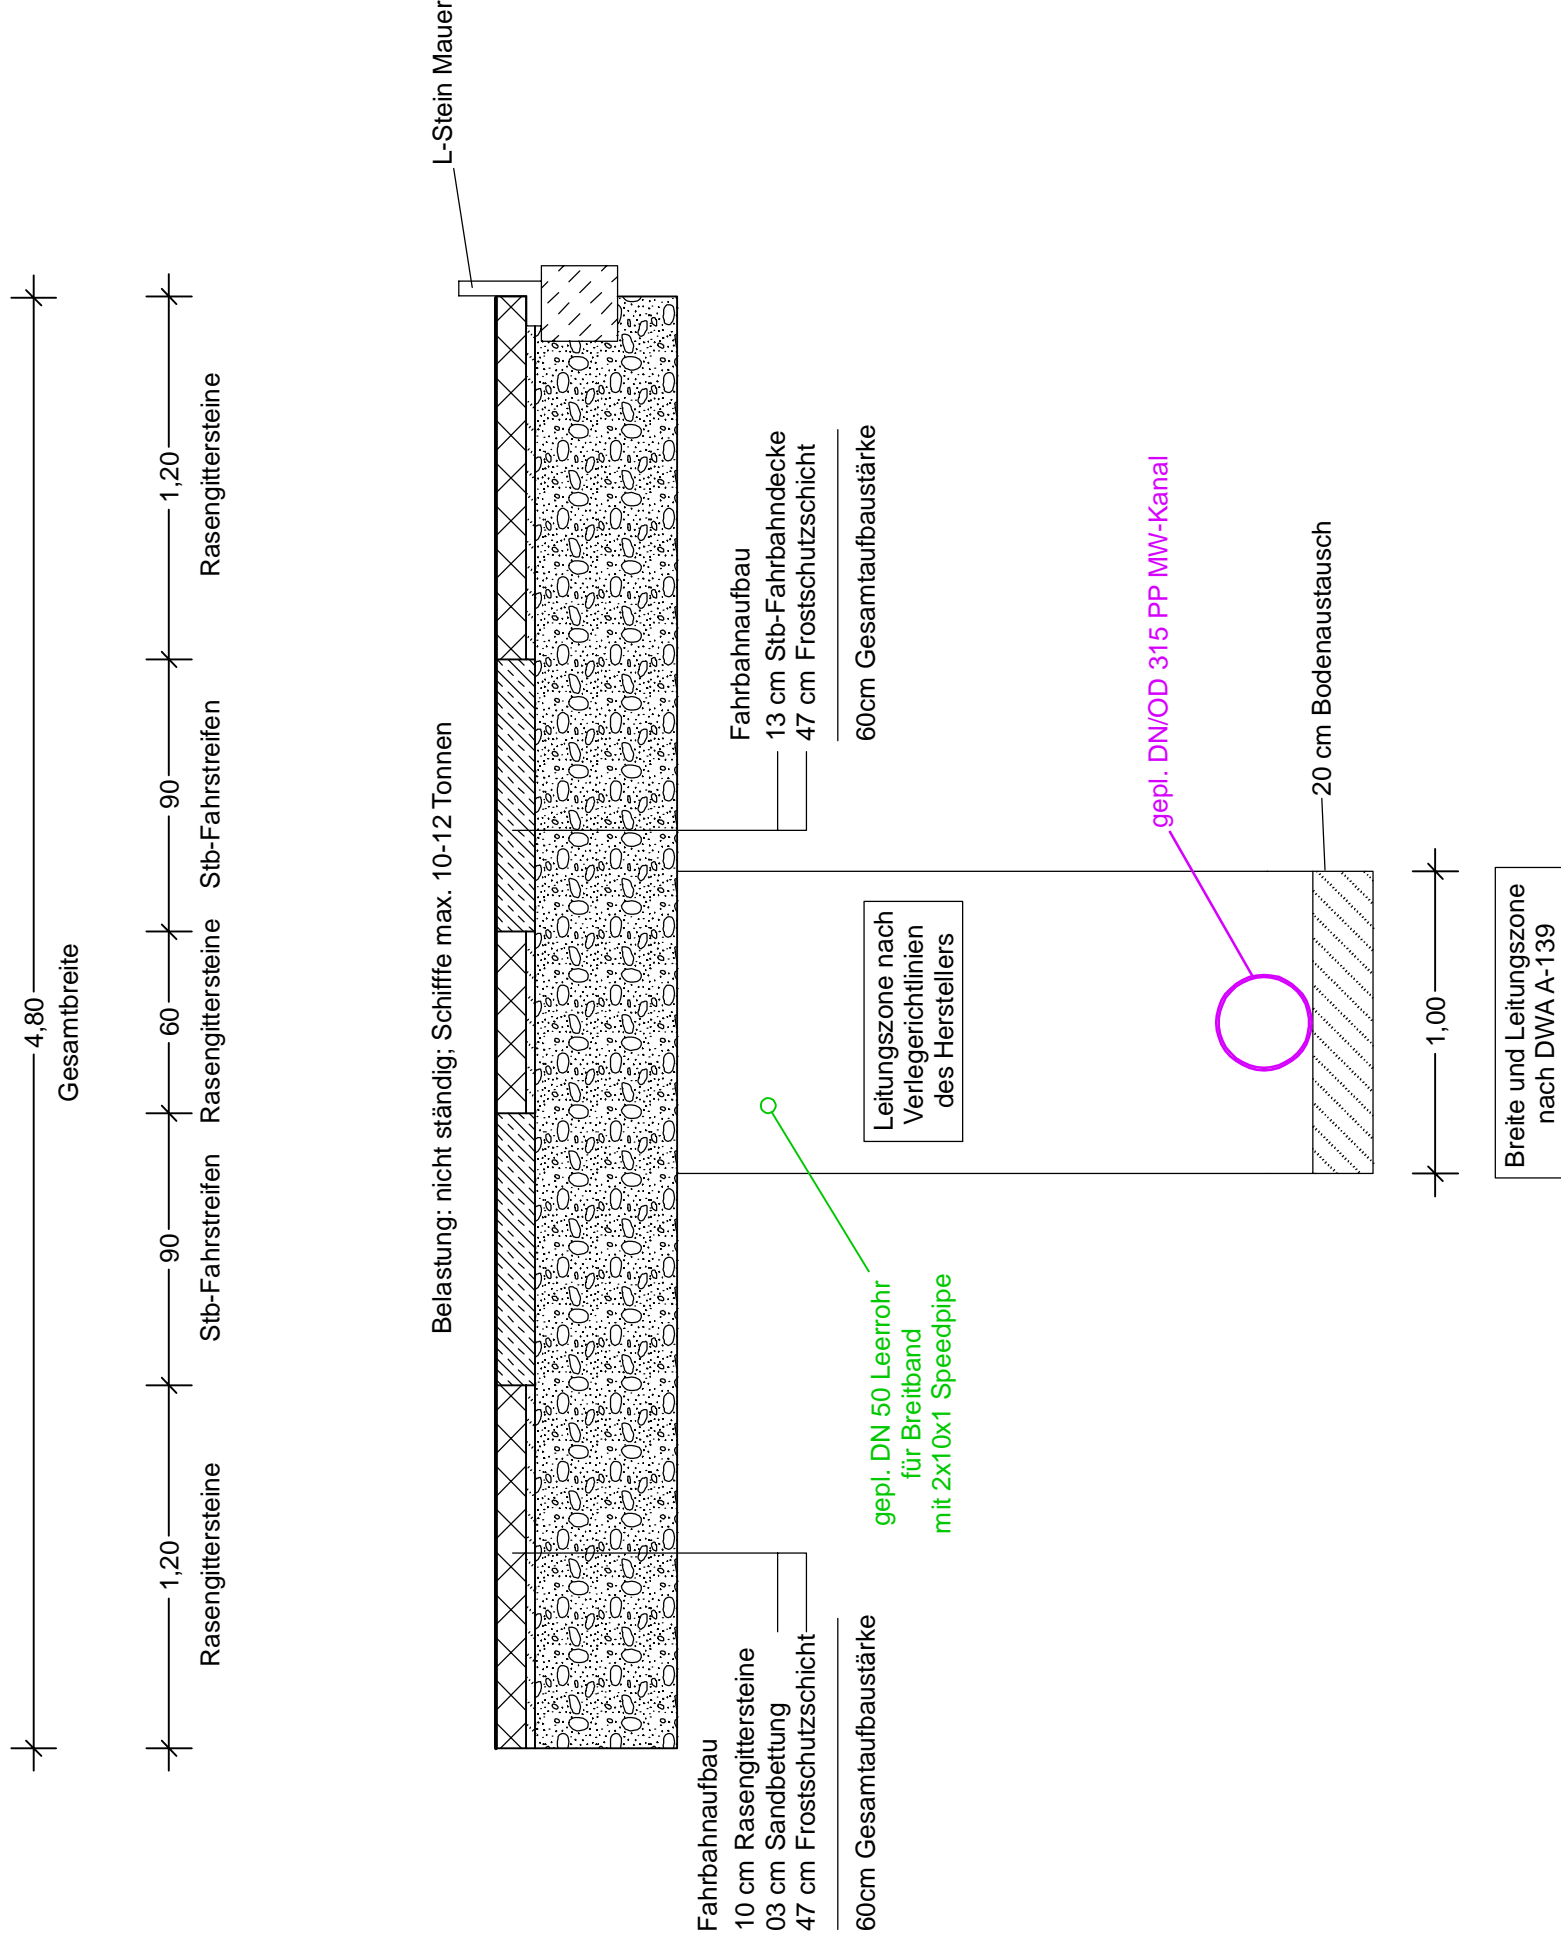 4,80
Gesamtbreite
1,20
90
60
90
1,20
Rasengittersteine
Stb-Fahrstreifen
Rasengittersteine
Stb-Fahrstreifen
Rasengittersteine
L-Stein Mauer
Belastung: nicht ständig; Schiffe max. 10-12 Tonnen
Fahrbahnaufbau
10 cm Rasengittersteine
03 cm Sandbettung
47 cm Frostschutzschicht
60cm Gesamtaufbaustärke
Fahrbahnaufbau
13 cm Stb-Fahrbahndecke
47 cm Frostschutzschicht
60cm Gesamtaufbaustärke
gepl. DN 50 Leerrohr
für Breitband
mit 2x10x1 Speedpipe
Leitungszone nach
Verlegerichtlinien
des Herstellers
gepl. DN/OD 315 PP MW-Kanal
20 cm Bodenaustausch
1,00
Breite und Leitungszone
nach DWA A-139